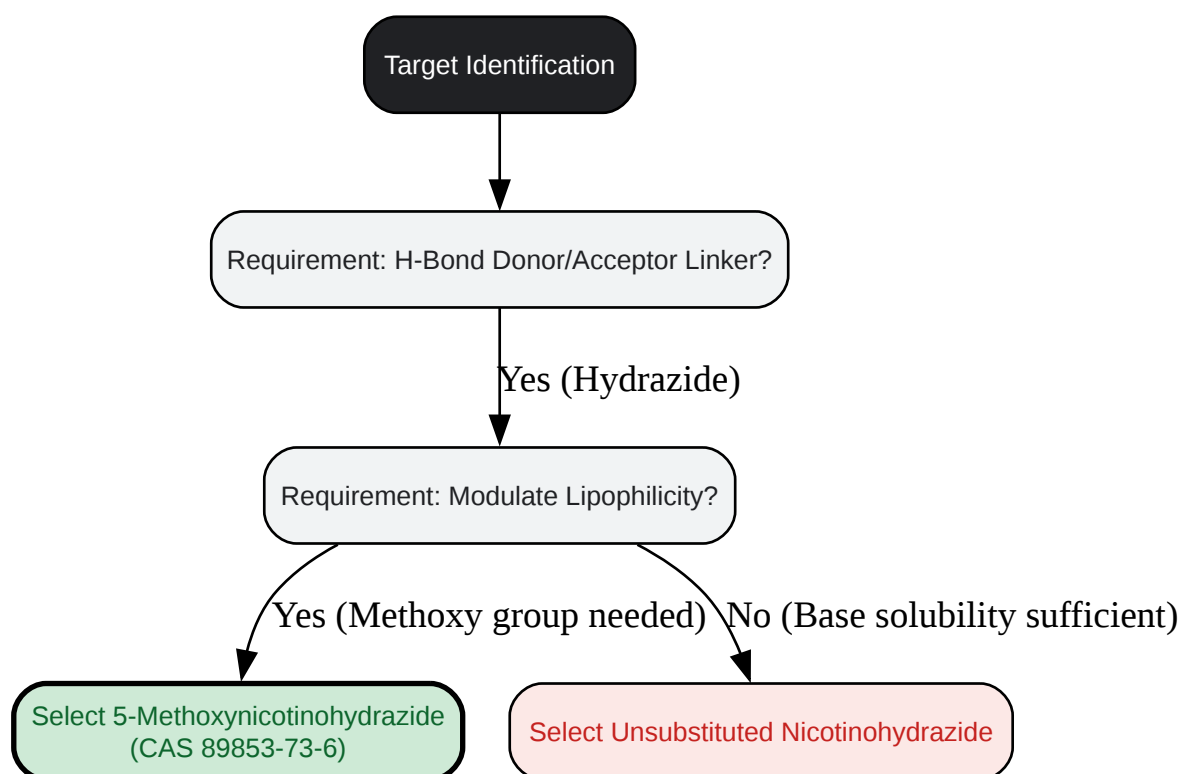 Target Identification
Requirement: H-Bond Donor/Acceptor Linker?
Yes (Hydrazide)
Requirement: Modulate Lipophilicity?
Yes (Methoxy group needed)
No (Base solubility sufficient)
Select 5-Methoxynicotinohydrazide
(CAS 89853-73-6)
Select Unsubstituted Nicotinohydrazide